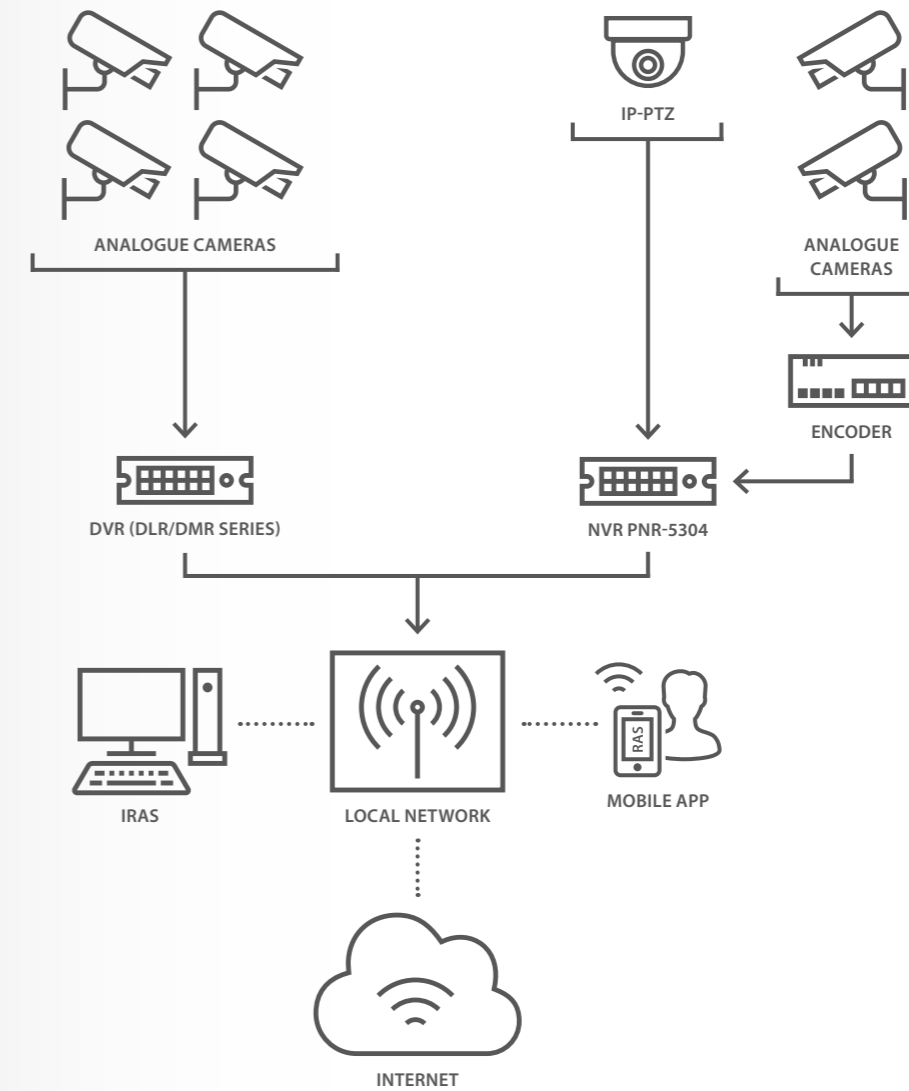 IP-PTZ
ANALOGUE CAMERAS
ANALOGUE
CAMERAS
ENCODER
DVR (DLR/DMR SERIES)
NVR PNR-5304
RAS
IRAS
LOCAL NETWORK
MOBILE APP
INTERNET